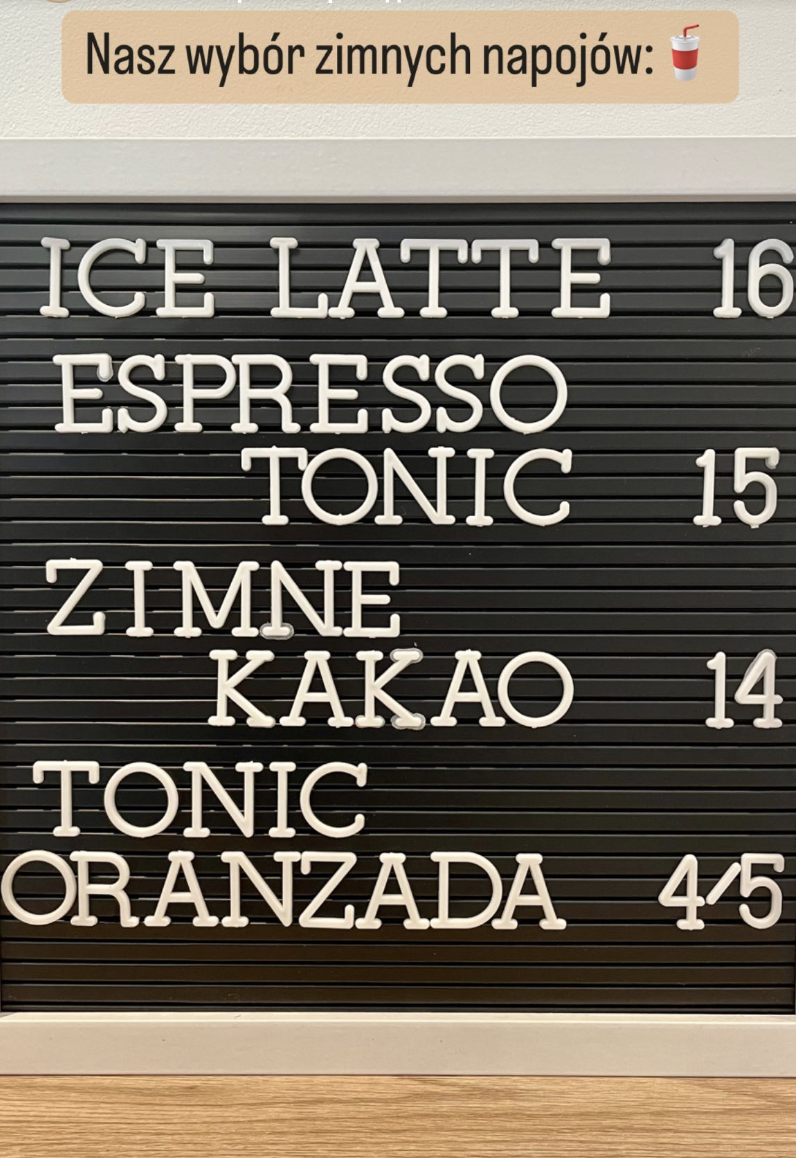 Nasz wybór zimnych napojów:
ICE LATTE 16
ESPRESSO
TONIC 15
ZIMNE
KAKAO 14
TONIC
ORANZADA 4/5